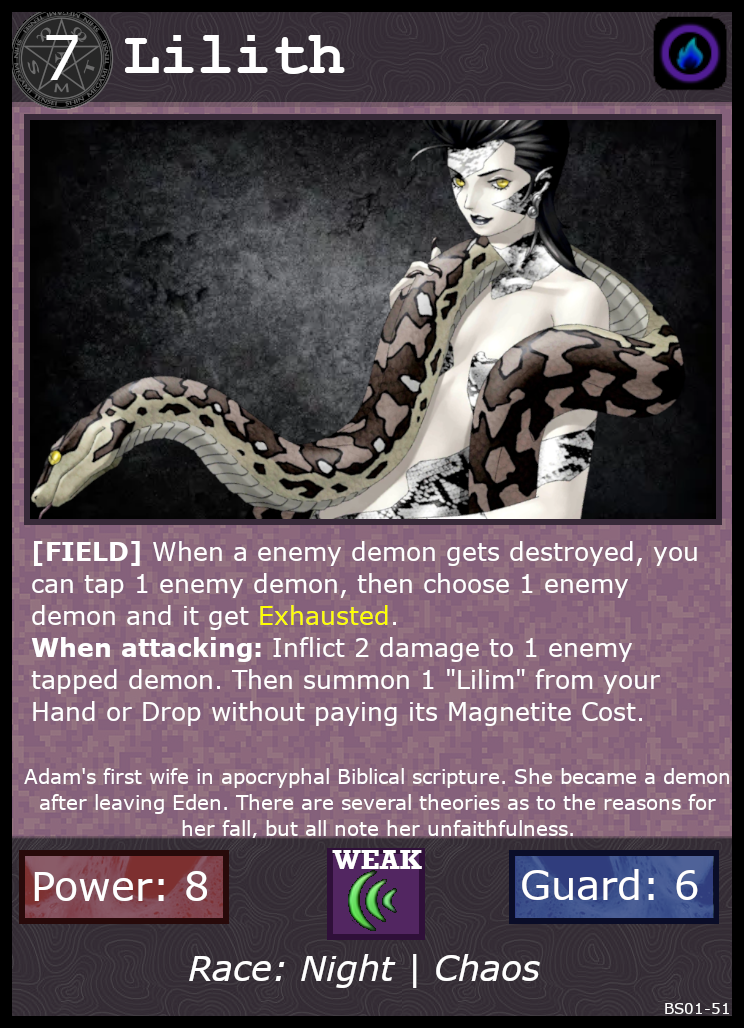 7 Lilith
[FIELD] When a enemy demon gets destroyed, you
can tap 1 enemy demon, then choose 1 enemy
demon and it get Exhausted.
When attacking: Inflict 2 damage to 1 enemy
tapped demon. Then summon 1 "Lilim" from your
Hand or Drop without paying its Magnetite Cost.
Adam's first wife in apocryphal Biblical scripture. She became a demon
after leaving Eden. There are several theories as to the reasons for
her fall, but all note her unfaithfulness.
Power: 8
WEAK
Guard: 6
Race: Night | Chaos
BS01-51